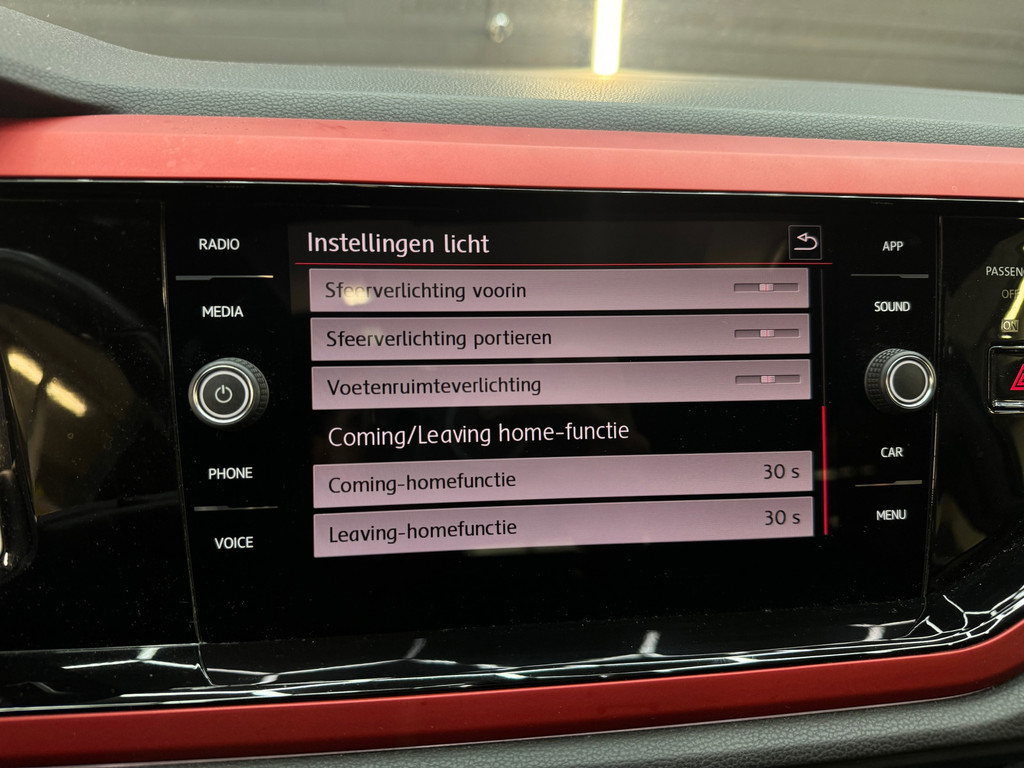 RADIO
MEDIA
PHONE
VOICE
Instellingen licht
Sfeerverlichting voorin
Sfeerverlichting portieren
Voetenruimteverlichting
Coming/Leaving home-functie
Coming-homefunctie 30 s
Leaving-homefunctie 30 s
APP
SOUND
CAR
MENU
ON